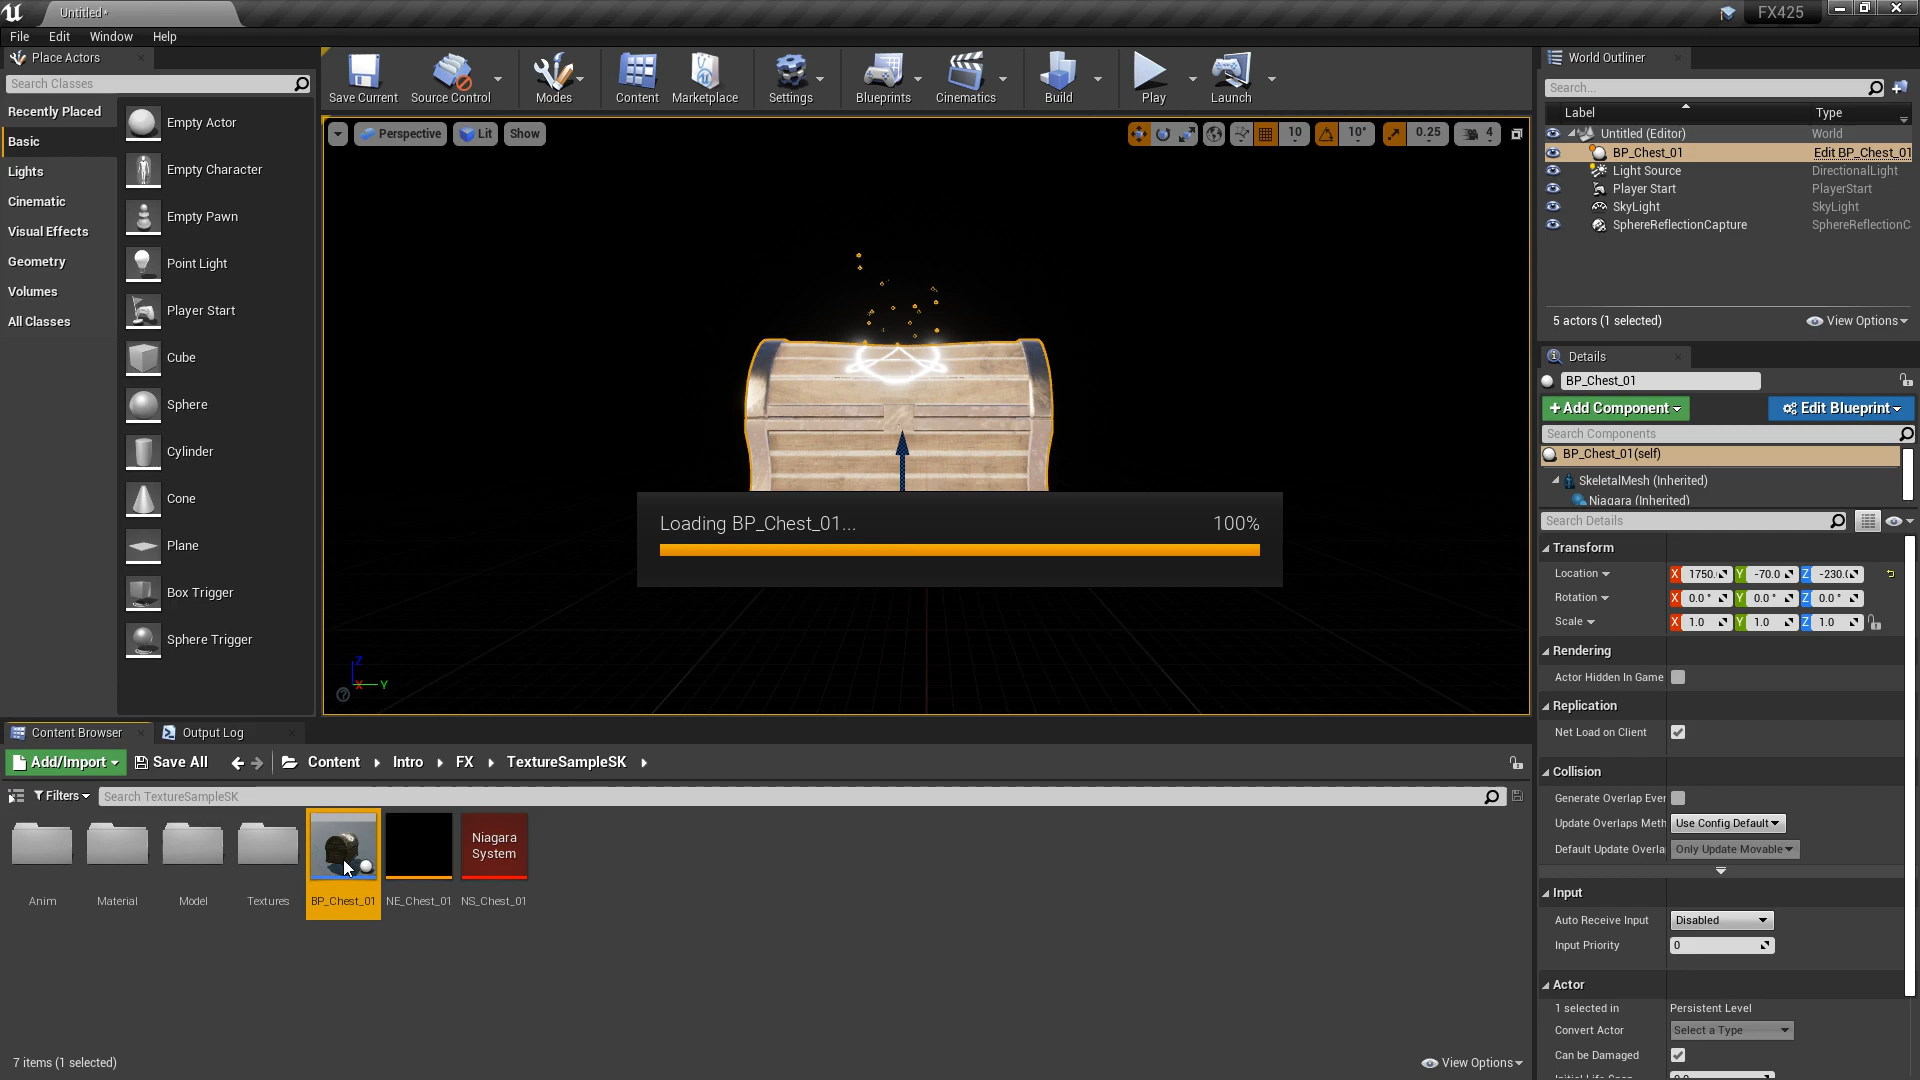 Untitled*
FX425
File
Edit
Window
Help
Place Actors
Search Classes
Recently Placed
Basic
Lights
Cinematic
Visual Effects
Geometry
Volumes
All Classes
Empty Actor
Empty Character
Empty Pawn
Point Light
Player Start
Cube
Sphere
Cylinder
Cone
Plane
Box Trigger
Sphere Trigger
Save Current
Source Control
Modes
Content
Marketplace
Settings
Blueprints
Cinematics
Build
Play
Launch
Perspective
Lit
Show
10
10°
0.25
4
Loading BP_Chest_01...
100%
Z
X
Y
World Outliner
Search...
Label
Type
Untitled (Editor)
World
BP_Chest_01
Edit BP_Chest_01
Light Source
DirectionalLight
Player Start
PlayerStart
SkyLight
SkyLight
SphereReflectionCapture
SphereReflectionC
5 actors (1 selected)
View Options
Details
BP_Chest_01
+Add Component
Edit Blueprint
Search Components
BP_Chest_01(self)
SkeletalMesh (Inherited)
Niagara (Inherited)
Search Details
Transform
Location
X 1750.
Y -70.0
Z -230.(
Rotation
X 0.0 °
Y 0.0 °
Z 0.0 °
Scale
X 1.0
Y 1.0
Z 1.0
Rendering
Actor Hidden In Game
Replication
Net Load on Client
Collision
Generate Overlap Ever
Update Overlaps Meth
Use Config Default
Default Update Overla
Only Update Movable
Input
Auto Receive Input
Disabled
Input Priority
0
Actor
1 selected in
Persistent Level
Convert Actor
Select a Type
Can be Damaged
Content Browser
Output Log
Add/Import
Save All
Content
Intro
FX
TextureSampleSK
Filters
Search TextureSampleSK
Niagara
System
Anim
Material
Model
Textures
BP_Chest_01
NE_Chest_01
NS_Chest_01
7 items (1 selected)
View Options